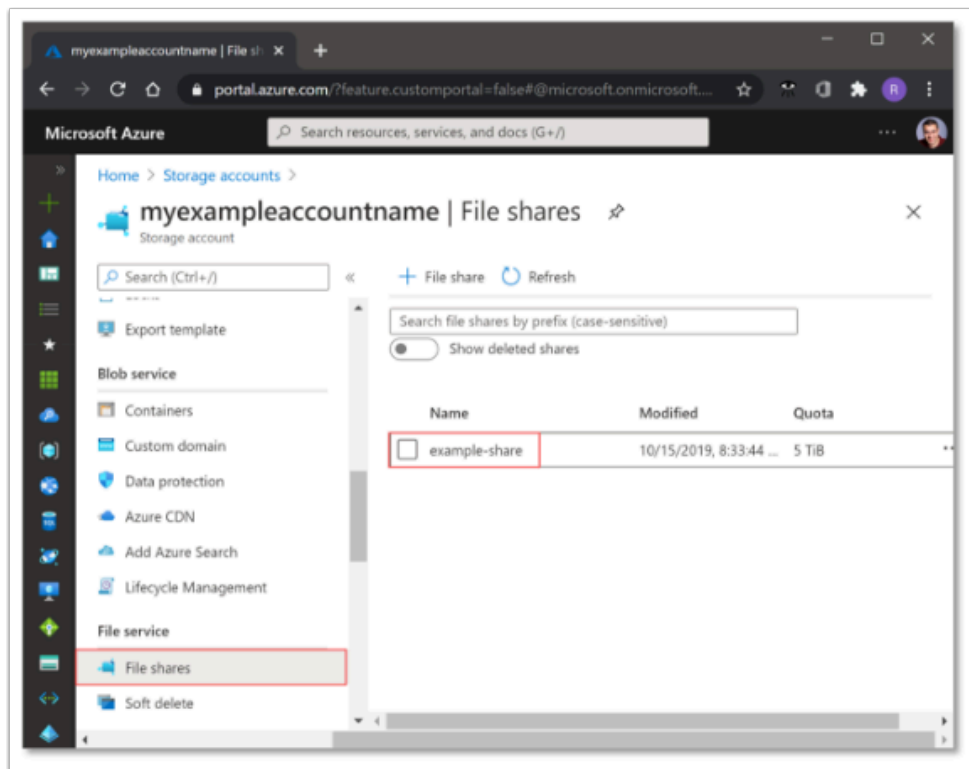 myexampleaccountname | File sh
portal.azure.com/?feature.customportal=false#@microsoft.onmicrosoft....
R
Microsoft Azure
Search resources, services, and docs (G+/)
...
Home > Storage accounts >
myexampleaccountname | File shares
Storage account
Search (Ctrl+/)
«
+ File share
Refresh
Export template
Search file shares by prefix (case-sensitive)
Show deleted shares
Blob service
Containers
Custom domain
Data protection
Azure CDN
Add Azure Search
Lifecycle Management
Name Modified Quota
example-share 10/15/2019, 8:33:44 ... 5 TiB
File service
File shares
Soft delete